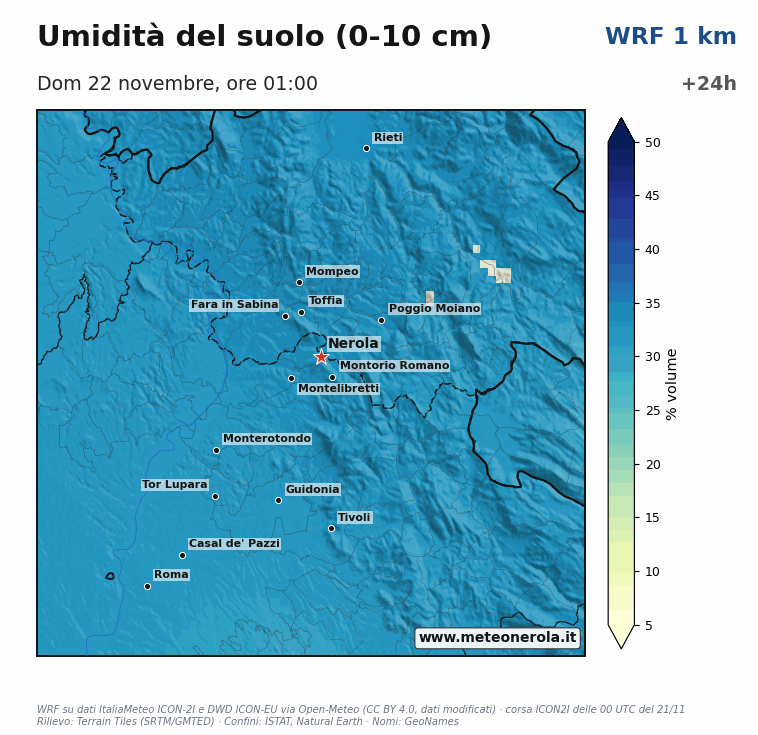 Umidità del suolo (0-10 cm)
WRF 1 km
Dom 22 novembre, ore 01:00
+24h
Rieti
Mompeo
Toffia
Fara in Sabina
Poggio Moiano
Nerola
Montorio Romano
Montelibretti
Monterotondo
Tor Lupara
Guidonia
Tivoli
Casal de' Pazzi
Roma
www.meteonerola.it
50
45
40
35
30
25
20
15
10
5
% volume
WRF su dati ItaliaMeteo ICON-2I e DWD ICON-EU via Open-Meteo (CC BY 4.0, dati modificati) · corsa ICON2I delle 00 UTC del 21/11
Rilievo: Terrain Tiles (SRTM/GMTED) · Confini: ISTAT, Natural Earth · Nomi: GeoNames